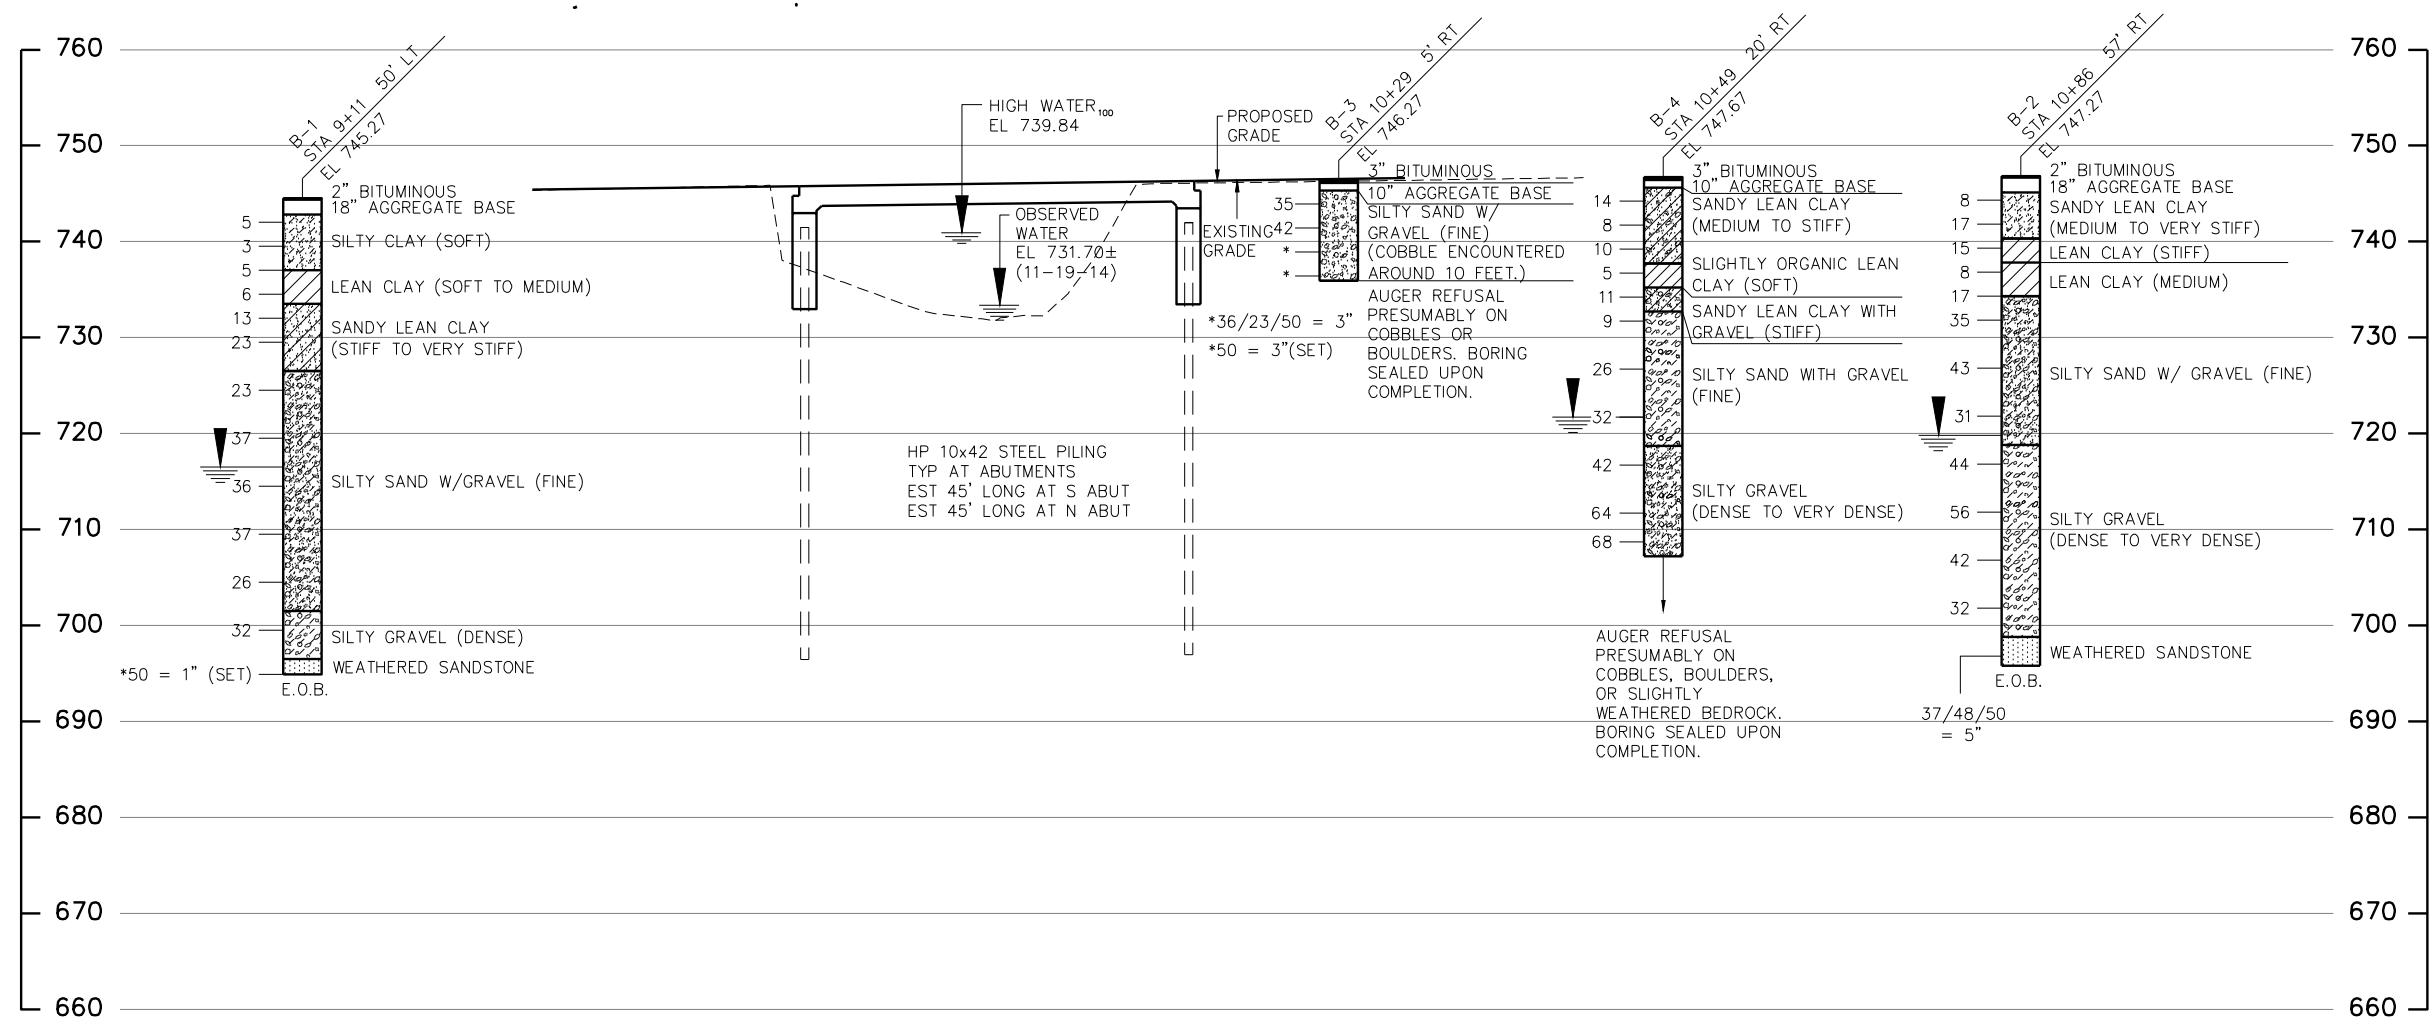 760
750
740
730
720
710
700
690
680
670
660
B-1
STA 9+11 50' LT
EL 745.27
2" BITUMINOUS
18" AGGREGATE BASE
5
3
5
6
13
23
23
37
36
37
26
32
SILTY CLAY (SOFT)
LEAN CLAY (SOFT TO MEDIUM)
SANDY LEAN CLAY
(STIFF TO VERY STIFF)
SILTY SAND W/GRAVEL (FINE)
SILTY GRAVEL (DENSE)
WEATHERED SANDSTONE
*50 = 1" (SET)
E.O.B.
HIGH WATER100
EL 739.84
OBSERVED
WATER
EL 731.70±
(11-19-14)
PROPOSED
GRADE
EXISTING
GRADE
HP 10x42 STEEL PILING
TYP AT ABUTMENTS
EST 45' LONG AT S ABUT
EST 45' LONG AT N ABUT
B-3
STA 10+29 5' RT
EL 746.27
3" BITUMINOUS
10" AGGREGATE BASE
35
42
*
*
SILTY SAND W/
GRAVEL (FINE)
(COBBLE ENCOUNTERED
AROUND 10 FEET.)
AUGER REFUSAL
PRESUMABLY ON
COBBLES OR
BOULDERS. BORING
SEALED UPON
COMPLETION.
*36/23/50 = 3"
*50 = 3"(SET)
B-4
STA 10+49 20' RT
EL 747.67
3" BITUMINOUS
10" AGGREGATE BASE
14
8
10
5
11
9
26
32
42
64
68
SANDY LEAN CLAY
(MEDIUM TO STIFF)
SLIGHTLY ORGANIC LEAN
CLAY (SOFT)
SANDY LEAN CLAY WITH
GRAVEL (STIFF)
SILTY SAND WITH GRAVEL
(FINE)
SILTY GRAVEL
(DENSE TO VERY DENSE)
AUGER REFUSAL
PRESUMABLY ON
COBBLES, BOULDERS,
OR SLIGHTLY
WEATHERED BEDROCK.
BORING SEALED UPON
COMPLETION.
B-2
STA 10+86 57' RT
EL 747.27
2" BITUMINOUS
18" AGGREGATE BASE
8
17
15
8
17
35
43
31
44
56
42
32
SANDY LEAN CLAY
(MEDIUM TO VERY STIFF)
LEAN CLAY (STIFF)
LEAN CLAY (MEDIUM)
SILTY SAND W/ GRAVEL (FINE)
SILTY GRAVEL
(DENSE TO VERY DENSE)
WEATHERED SANDSTONE
E.O.B.
37/48/50
= 5"
760
750
740
730
720
710
700
690
680
670
660